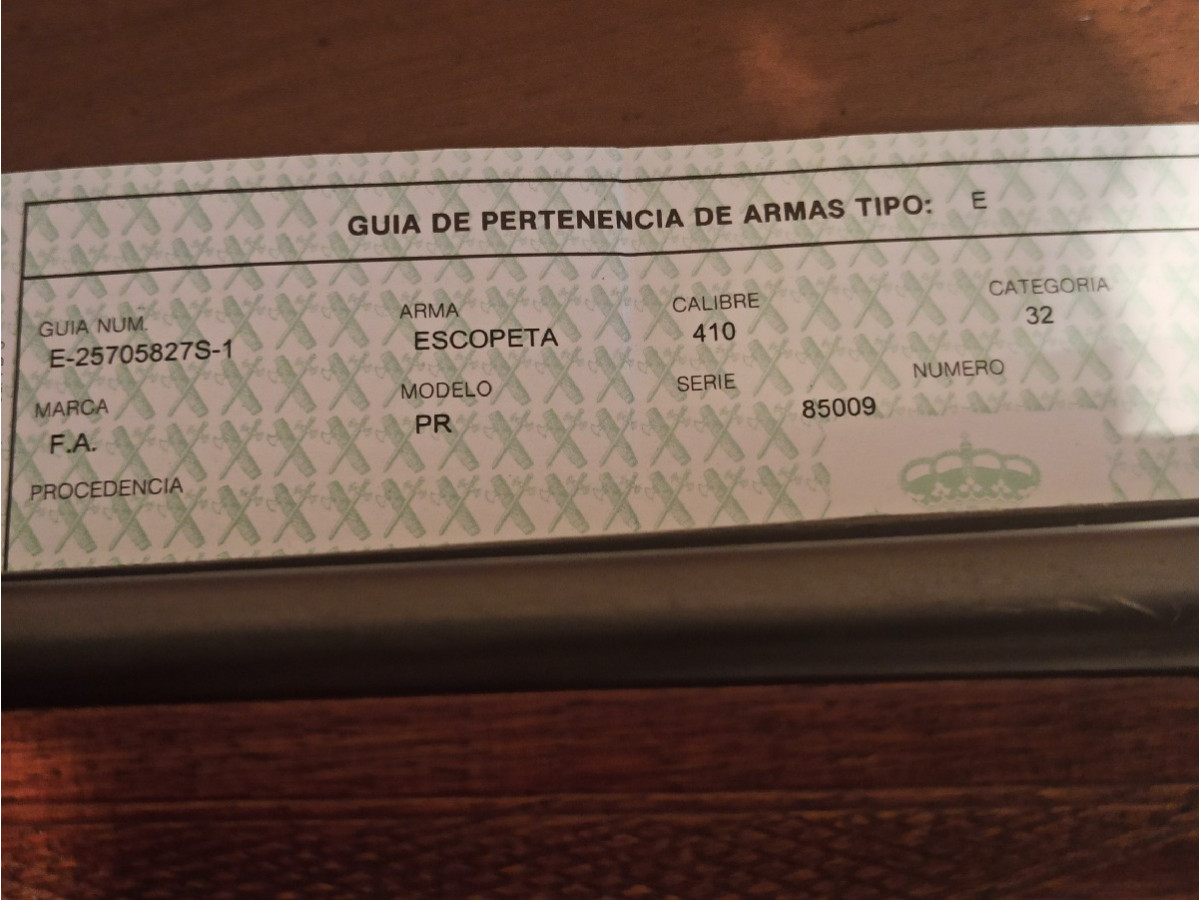 GUIA DE PERTENENCIA DE ARMAS TIPO: E
GUIA NUM. ARMA CALIBRE CATEGORIA
E-25705827S-1 ESCOPETA 410 32
MARCA MODELO SERIE NUMERO
F.A. PR 85009
PROCEDENCIA